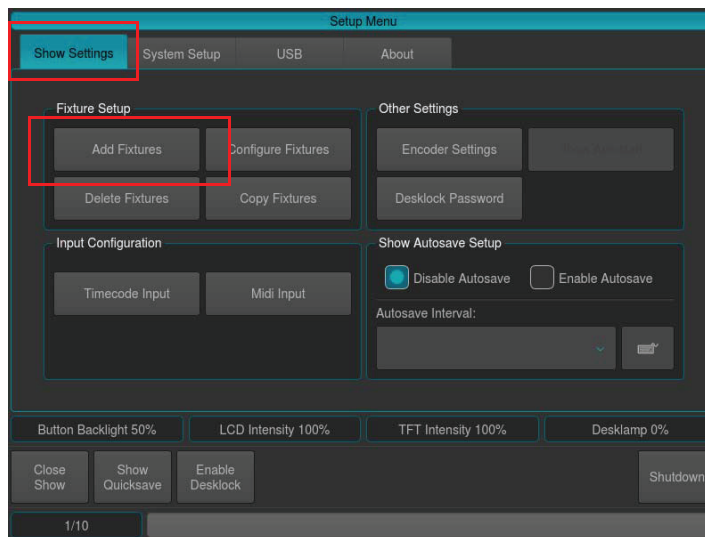 Setup Menu
Show Settings
System Setup
USB
About
Fixture Setup
Other Settings
Add Fixtures
Configure Fixtures
Encoder Settings
Delete Fixtures
Copy Fixtures
Desklock Password
Input Configuration
Show Autosave Setup
Disable Autosave
Enable Autosave
Timecode Input
Midi Input
Autosave Interval:
Button Backlight 50%
LCD Intensity 100%
TFT Intensity 100%
Desklamp 0%
Close
Show
Show
Quicksave
Enable
Desklock
Shutdown
1/10